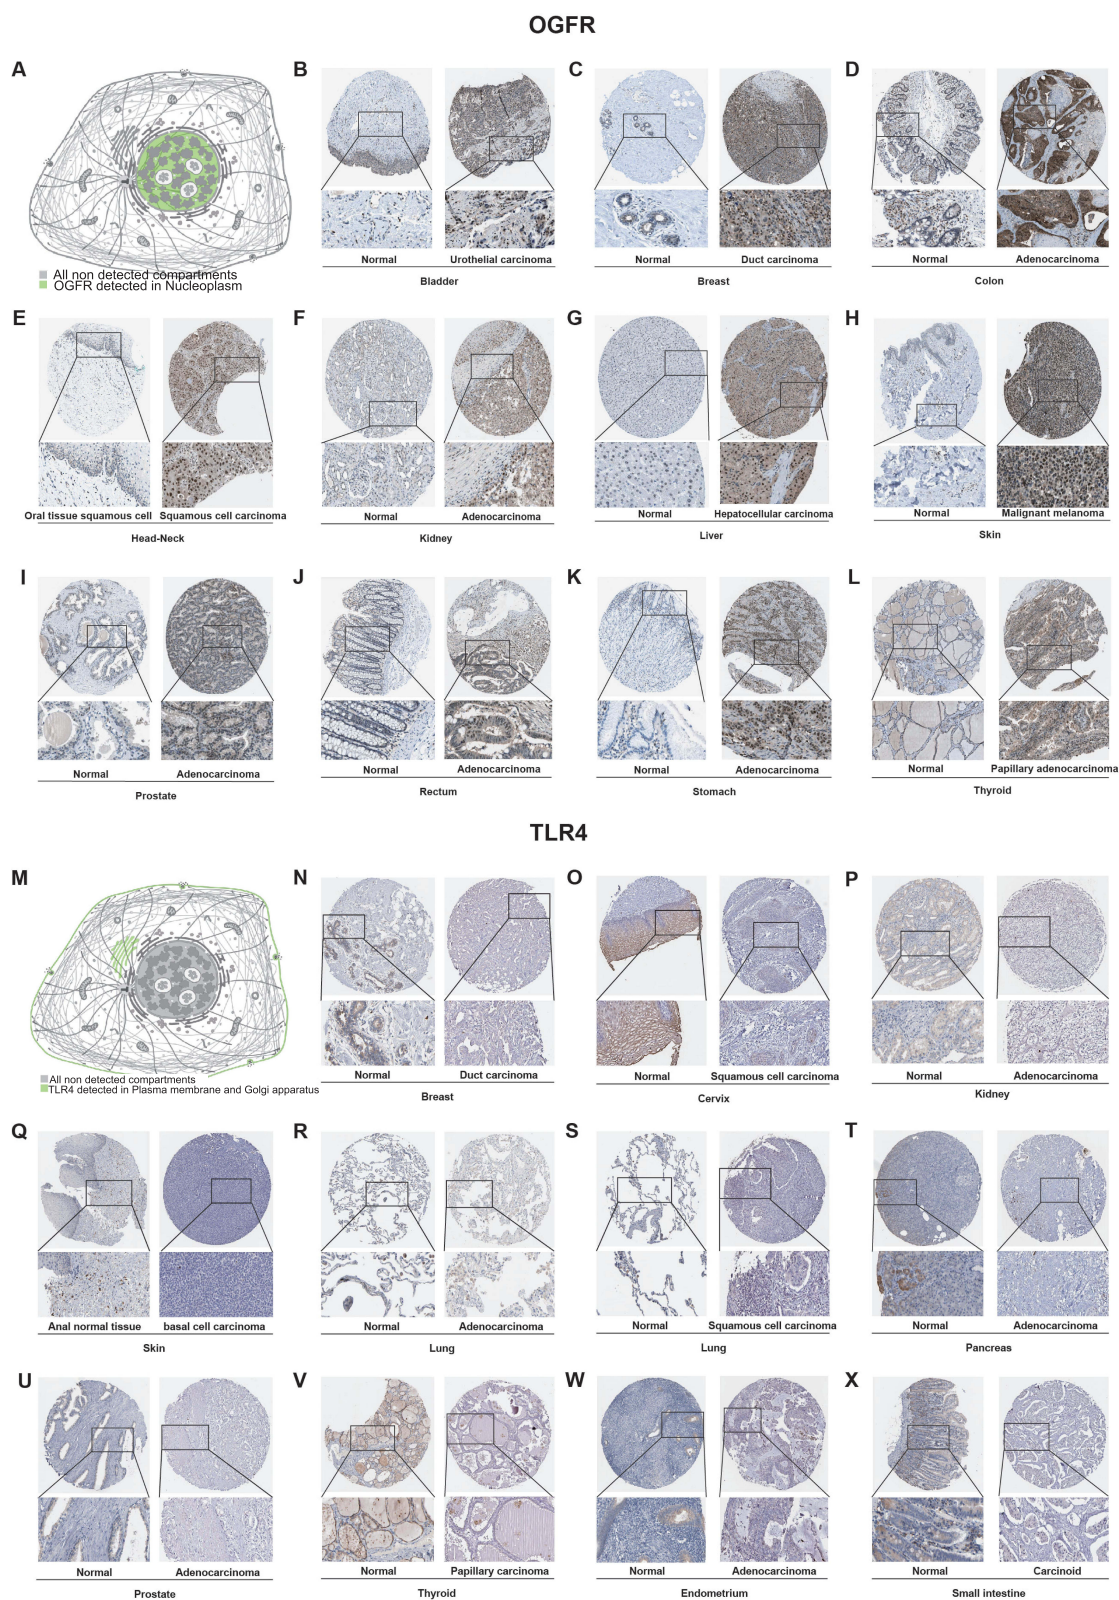 OGFR
A
B
C
D
All non detected compartments
OGFR detected in Nucleoplasm
Normal
Urothelial carcinoma
Bladder
Normal
Duct carcinoma
Breast
Normal
Adenocarcinoma
Colon
E
F
G
H
Oral tissue squamous cell
Squamous cell carcinoma
Head-Neck
Normal
Adenocarcinoma
Kidney
Normal
Hepatocellular carcinoma
Liver
Normal
Malignant melanoma
Skin
I
J
K
L
Normal
Adenocarcinoma
Prostate
Normal
Adenocarcinoma
Rectum
Normal
Adenocarcinoma
Stomach
Normal
Papillary adenocarcinoma
Thyroid
TLR4
M
N
O
P
All non detected compartments
TLR4 detected in Plasma membrane and Golgi apparatus
Normal
Duct carcinoma
Breast
Normal
Squamous cell carcinoma
Cervix
Normal
Adenocarcinoma
Kidney
Q
R
S
T
Anal normal tissue
basal cell carcinoma
Skin
Normal
Adenocarcinoma
Lung
Normal
Squamous cell carcinoma
Lung
Normal
Adenocarcinoma
Pancreas
U
V
W
X
Normal
Adenocarcinoma
Prostate
Normal
Papillary carcinoma
Thyroid
Normal
Adenocarcinoma
Endometrium
Normal
Carcinoid
Small intestine